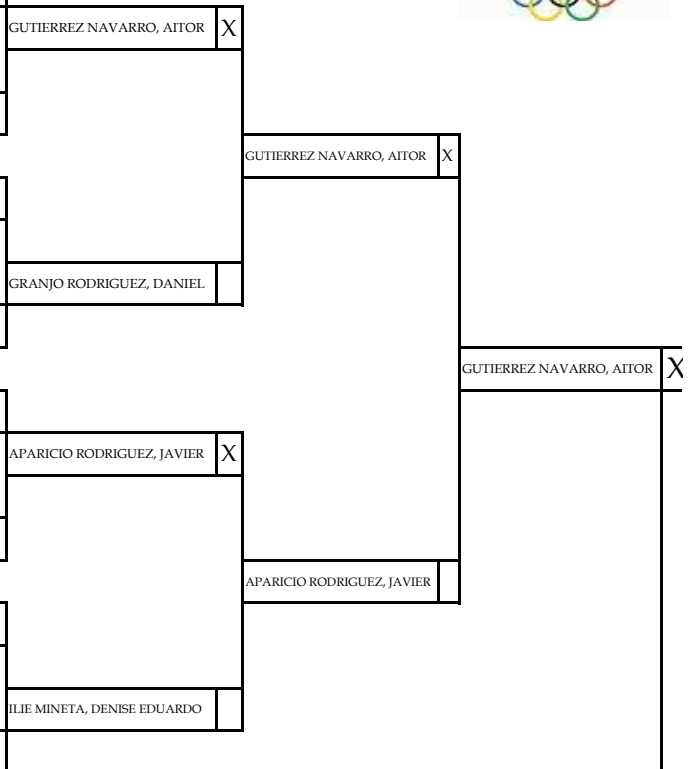 GUTIERREZ NAVARRO, AITOR X
GUTIERREZ NAVARRO, AITOR X
GRANJO RODRIGUEZ, DANIEL
GUTIERREZ NAVARRO, AITOR X
APARICIO RODRIGUEZ, JAVIER X
APARICIO RODRIGUEZ, JAVIER
ILIE MINETA, DENISE EDUARDO